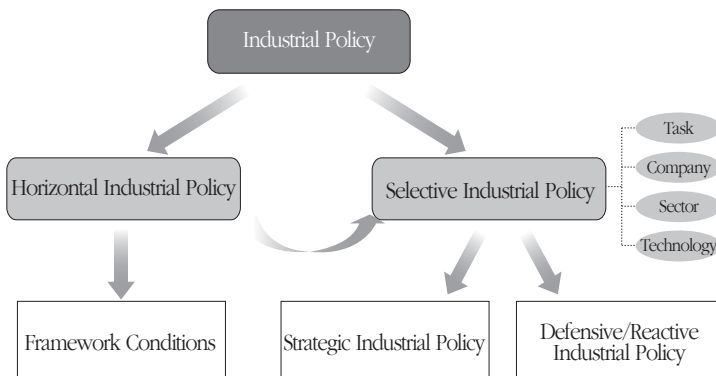 Industrial Policy
Task
Company
Horizontal Industrial Policy
Selective Industrial Policy
Sector
Technology
Framework Conditions
Strategic Industrial Policy
Defensive/Reactive
Industrial Policy